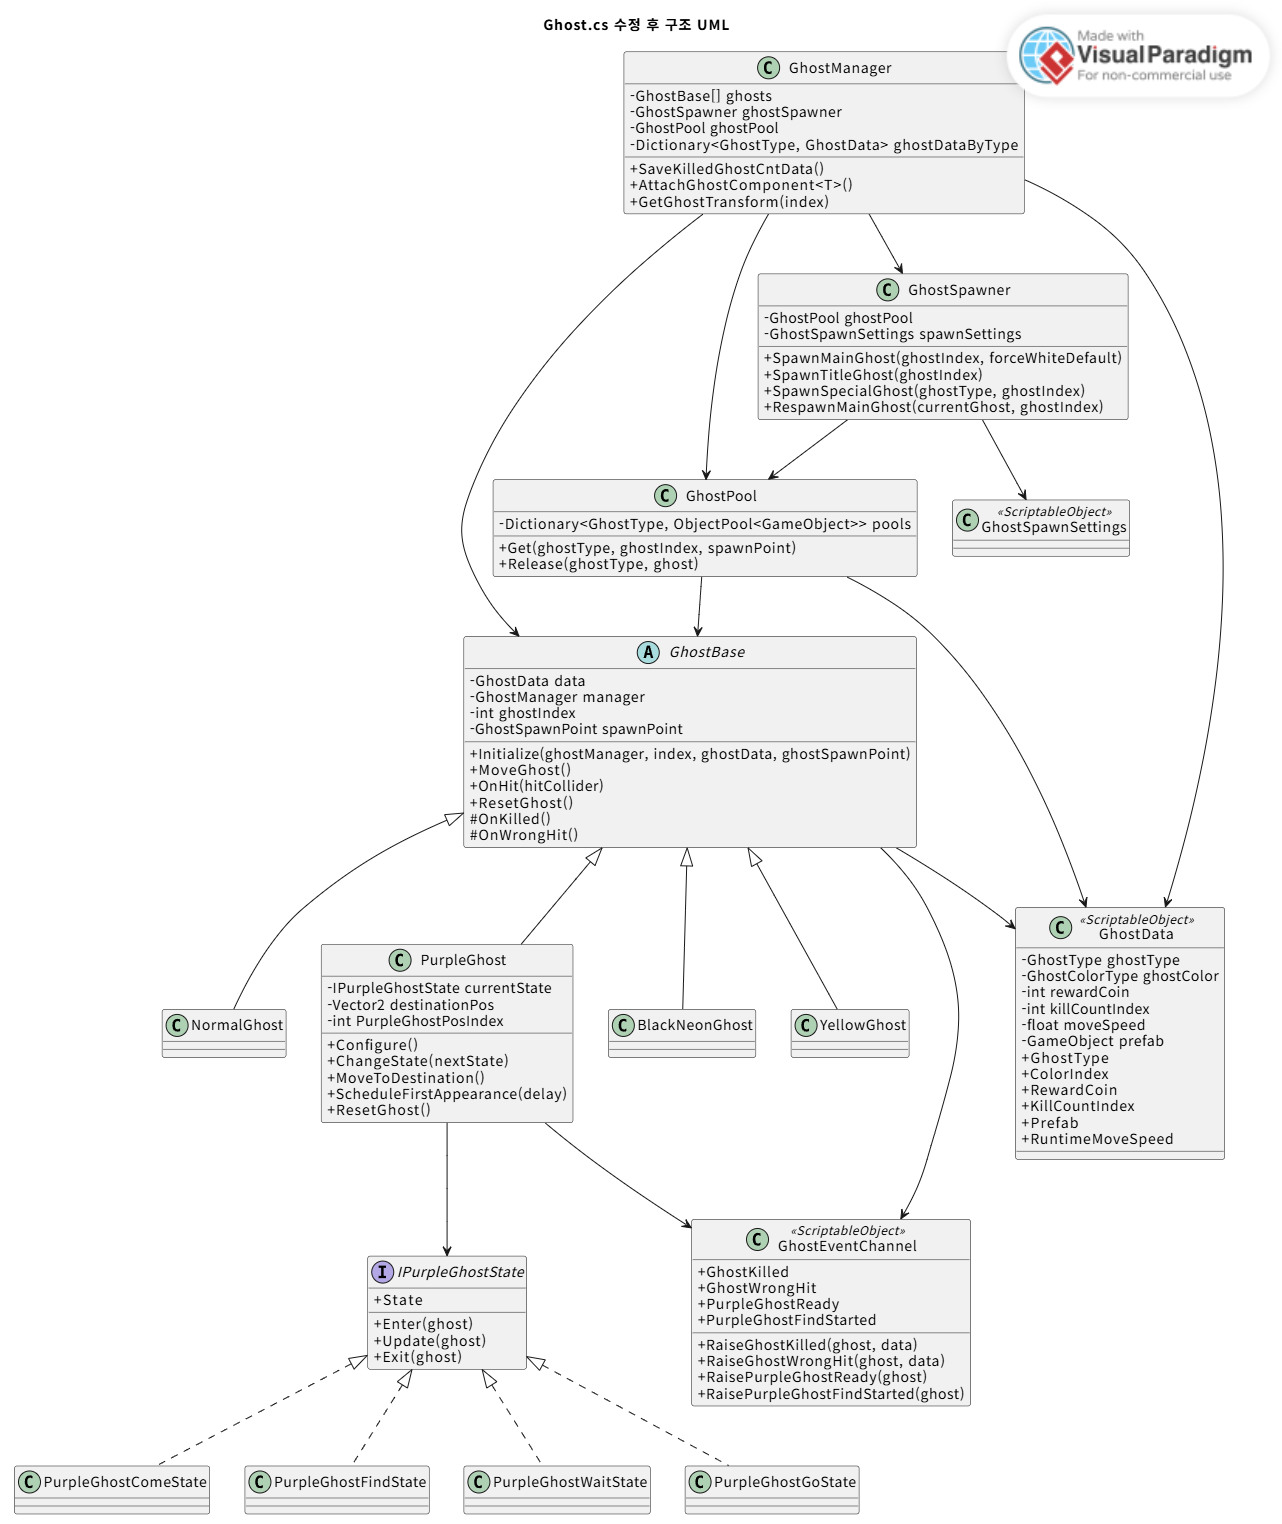 Ghost.cs 수정 후 구조 UML
Made with
Visual Paradigm
For non-commercial use
C GhostManager
-GhostBase[] ghosts
-GhostSpawner ghostSpawner
-GhostPool ghostPool
-Dictionary<GhostType, GhostData> ghostDataByType
+SaveKilledGhostCntData()
+AttachGhostComponent<T>()
+GetGhostTransform(index)
C GhostSpawner
-GhostPool ghostPool
-GhostSpawnSettings spawnSettings
+SpawnMainGhost(ghostIndex, forceWhiteDefault)
+SpawnTitleGhost(ghostIndex)
+SpawnSpecialGhost(ghostType, ghostIndex)
+RespawnMainGhost(currentGhost, ghostIndex)
C GhostPool
-Dictionary<GhostType, ObjectPool<GameObject>> pools
+Get(ghostType, ghostIndex, spawnPoint)
+Release(ghostType, ghost)
«ScriptableObject»
C GhostSpawnSettings
A GhostBase
-GhostData data
-GhostManager manager
-int ghostIndex
-GhostSpawnPoint spawnPoint
+Initialize(ghostManager, index, ghostData, ghostSpawnPoint)
+MoveGhost()
+OnHit(hitCollider)
+ResetGhost()
#OnKilled()
#OnWrongHit()
C NormalGhost
C PurpleGhost
-IPurpleGhostState currentState
-Vector2 destinationPos
-int PurpleGhostPosIndex
+Configure()
+ChangeState(nextState)
+MoveToDestination()
+ScheduleFirstAppearance(delay)
+ResetGhost()
C BlackNeonGhost
C YellowGhost
«ScriptableObject»
C GhostData
-GhostType ghostType
-GhostColorType ghostColor
-int rewardCoin
-int killCountIndex
-float moveSpeed
-GameObject prefab
+GhostType
+ColorIndex
+RewardCoin
+KillCountIndex
+Prefab
+RuntimeMoveSpeed
I IPurpleGhostState
+State
+Enter(ghost)
+Update(ghost)
+Exit(ghost)
«ScriptableObject»
C GhostEventChannel
+GhostKilled
+GhostWrongHit
+PurpleGhostReady
+PurpleGhostFindStarted
+RaiseGhostKilled(ghost, data)
+RaiseGhostWrongHit(ghost, data)
+RaisePurpleGhostReady(ghost)
+RaisePurpleGhostFindStarted(ghost)
C PurpleGhostComeState
C PurpleGhostFindState
C PurpleGhostWaitState
C PurpleGhostGoState